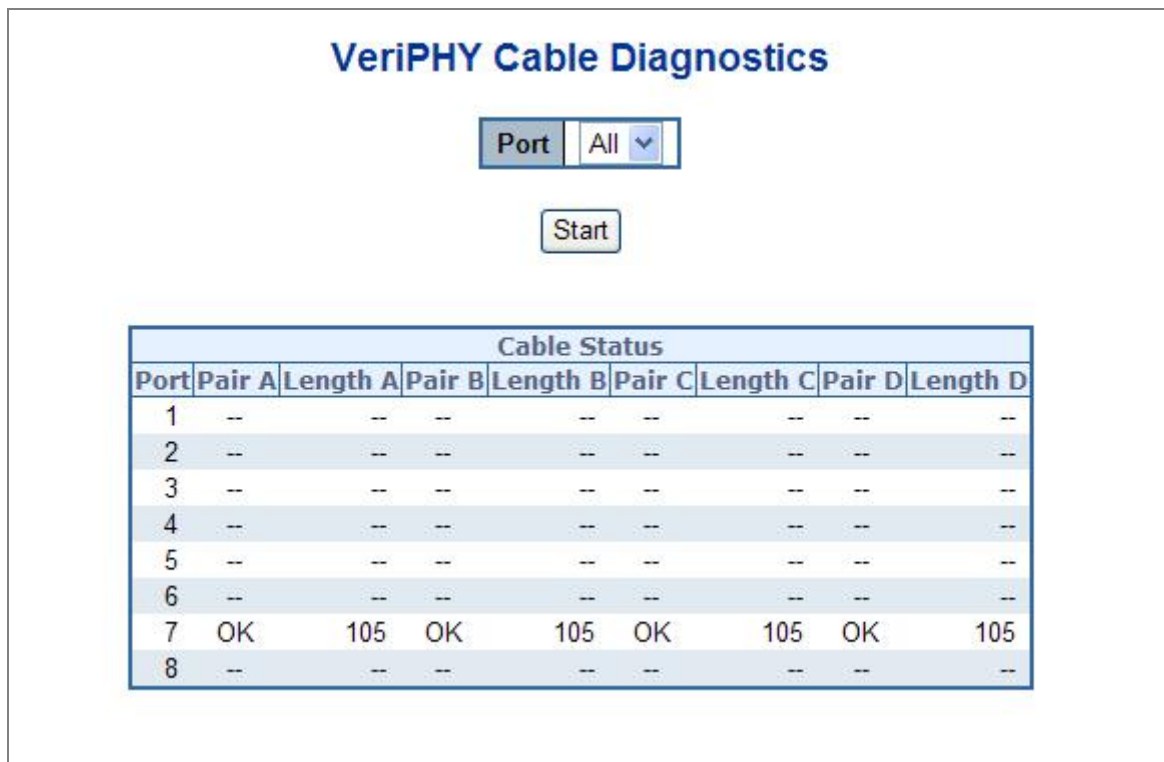 VeriPHY Cable Diagnostics
Port All
Start
Cable Status
Port Pair A Length A Pair B Length B Pair C Length C Pair D Length D
1 -- -- -- -- -- -- -- --
2 -- -- -- -- -- -- -- --
3 -- -- -- -- -- -- -- --
4 -- -- -- -- -- -- -- --
5 -- -- -- -- -- -- -- --
6 -- -- -- -- -- -- -- --
7 OK 105 OK 105 OK 105 OK 105
8 -- -- -- -- -- -- -- --